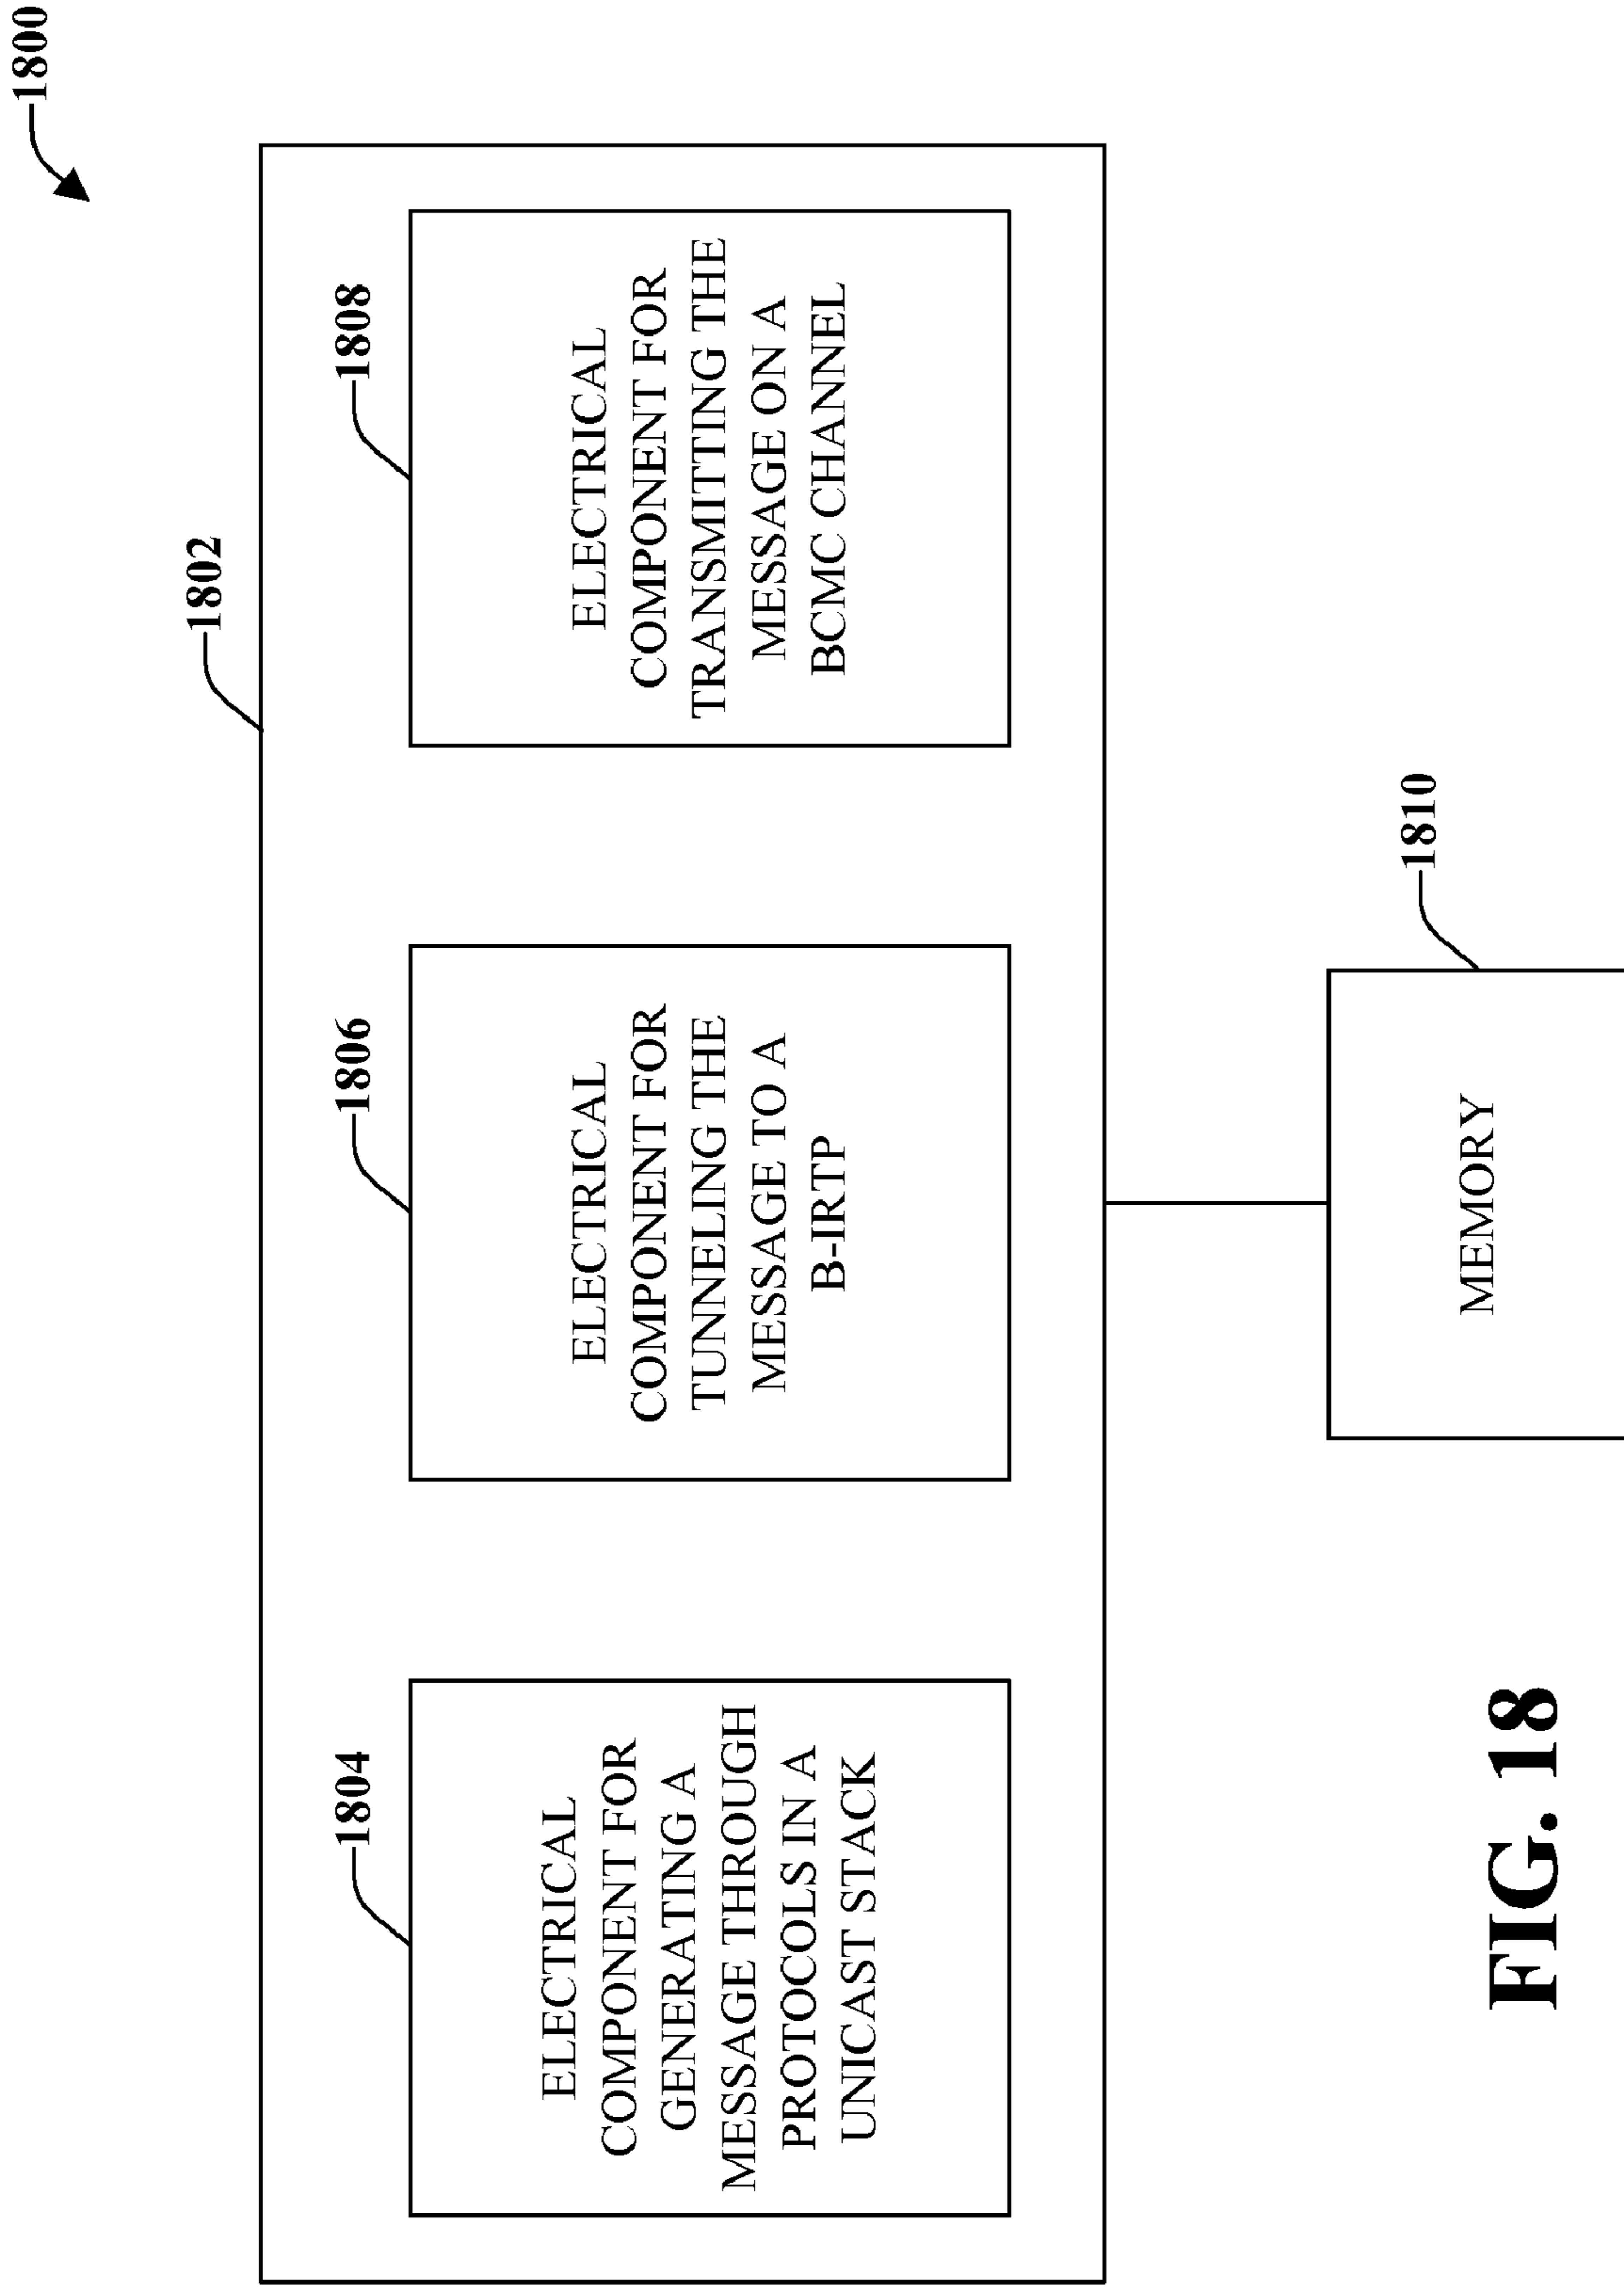 1800
1802
1804
ELECTRICAL
COMPONENT FOR
GENERATING A
MESSAGE THROUGH
PROTOCOLS IN A
UNICAST STACK
1806
ELECTRICAL
COMPONENT FOR
TUNNELING THE
MESSAGE TO A
B-IRTP
1808
ELECTRICAL
COMPONENT FOR
TRANSMITTING THE
MESSAGE ON A
BCMC CHANNEL
1810
MEMORY
FIG. 18